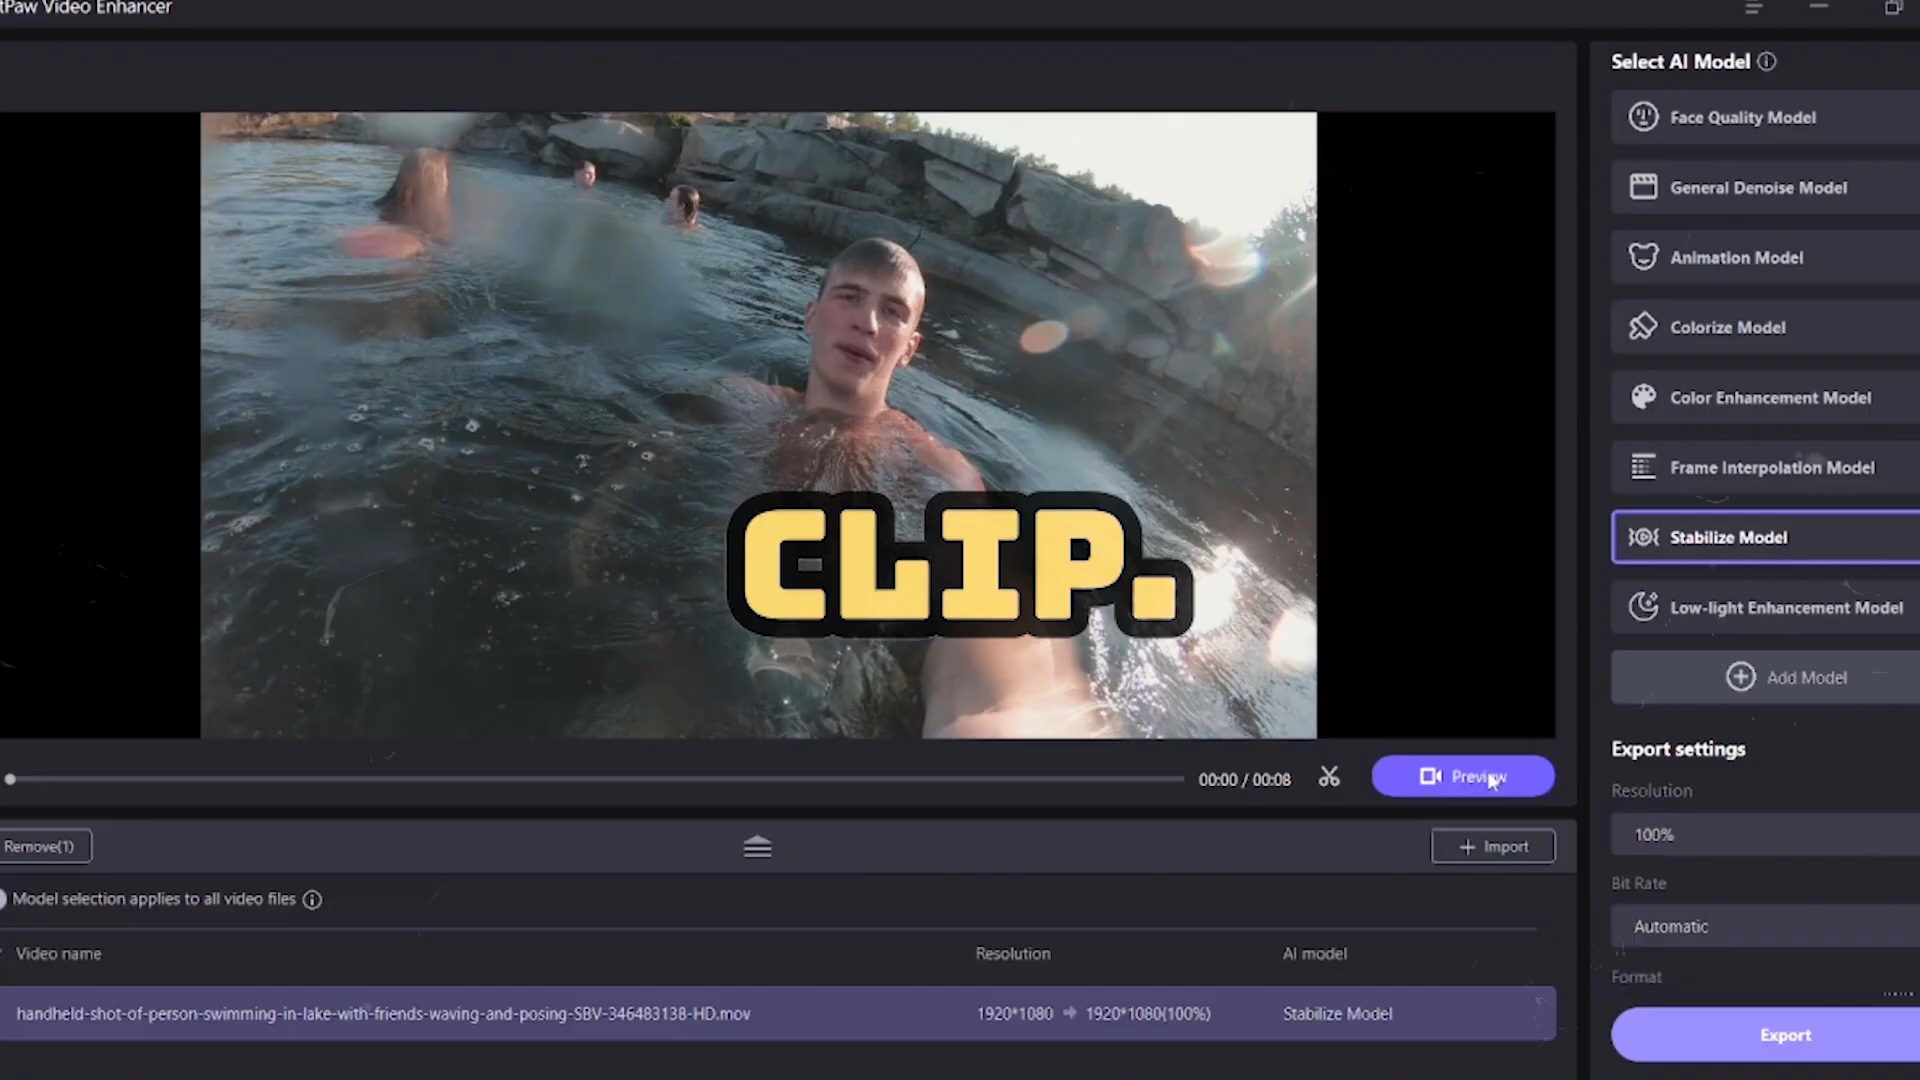 tPaw Video Enhancer
Select AI Model
Face Quality Model
General Denoise Model
Animation Model
Colorize Model
Color Enhancement Model
Frame Interpolation Model
Stabilize Model
Low-light Enhancement Model
Add Model
CLIP.
00:00 / 00:08
Preview
Export settings
Resolution
100%
Bit Rate
Automatic
Format
Export
Remove(1)
Import
Model selection applies to all video files
Video name Resolution AI model
handheld-shot-of-person-swimming-in-lake-with-friends-waving-and-posing-SBV-346483138-HD.mov 1920*1080 1920*1080(100%) Stabilize Model